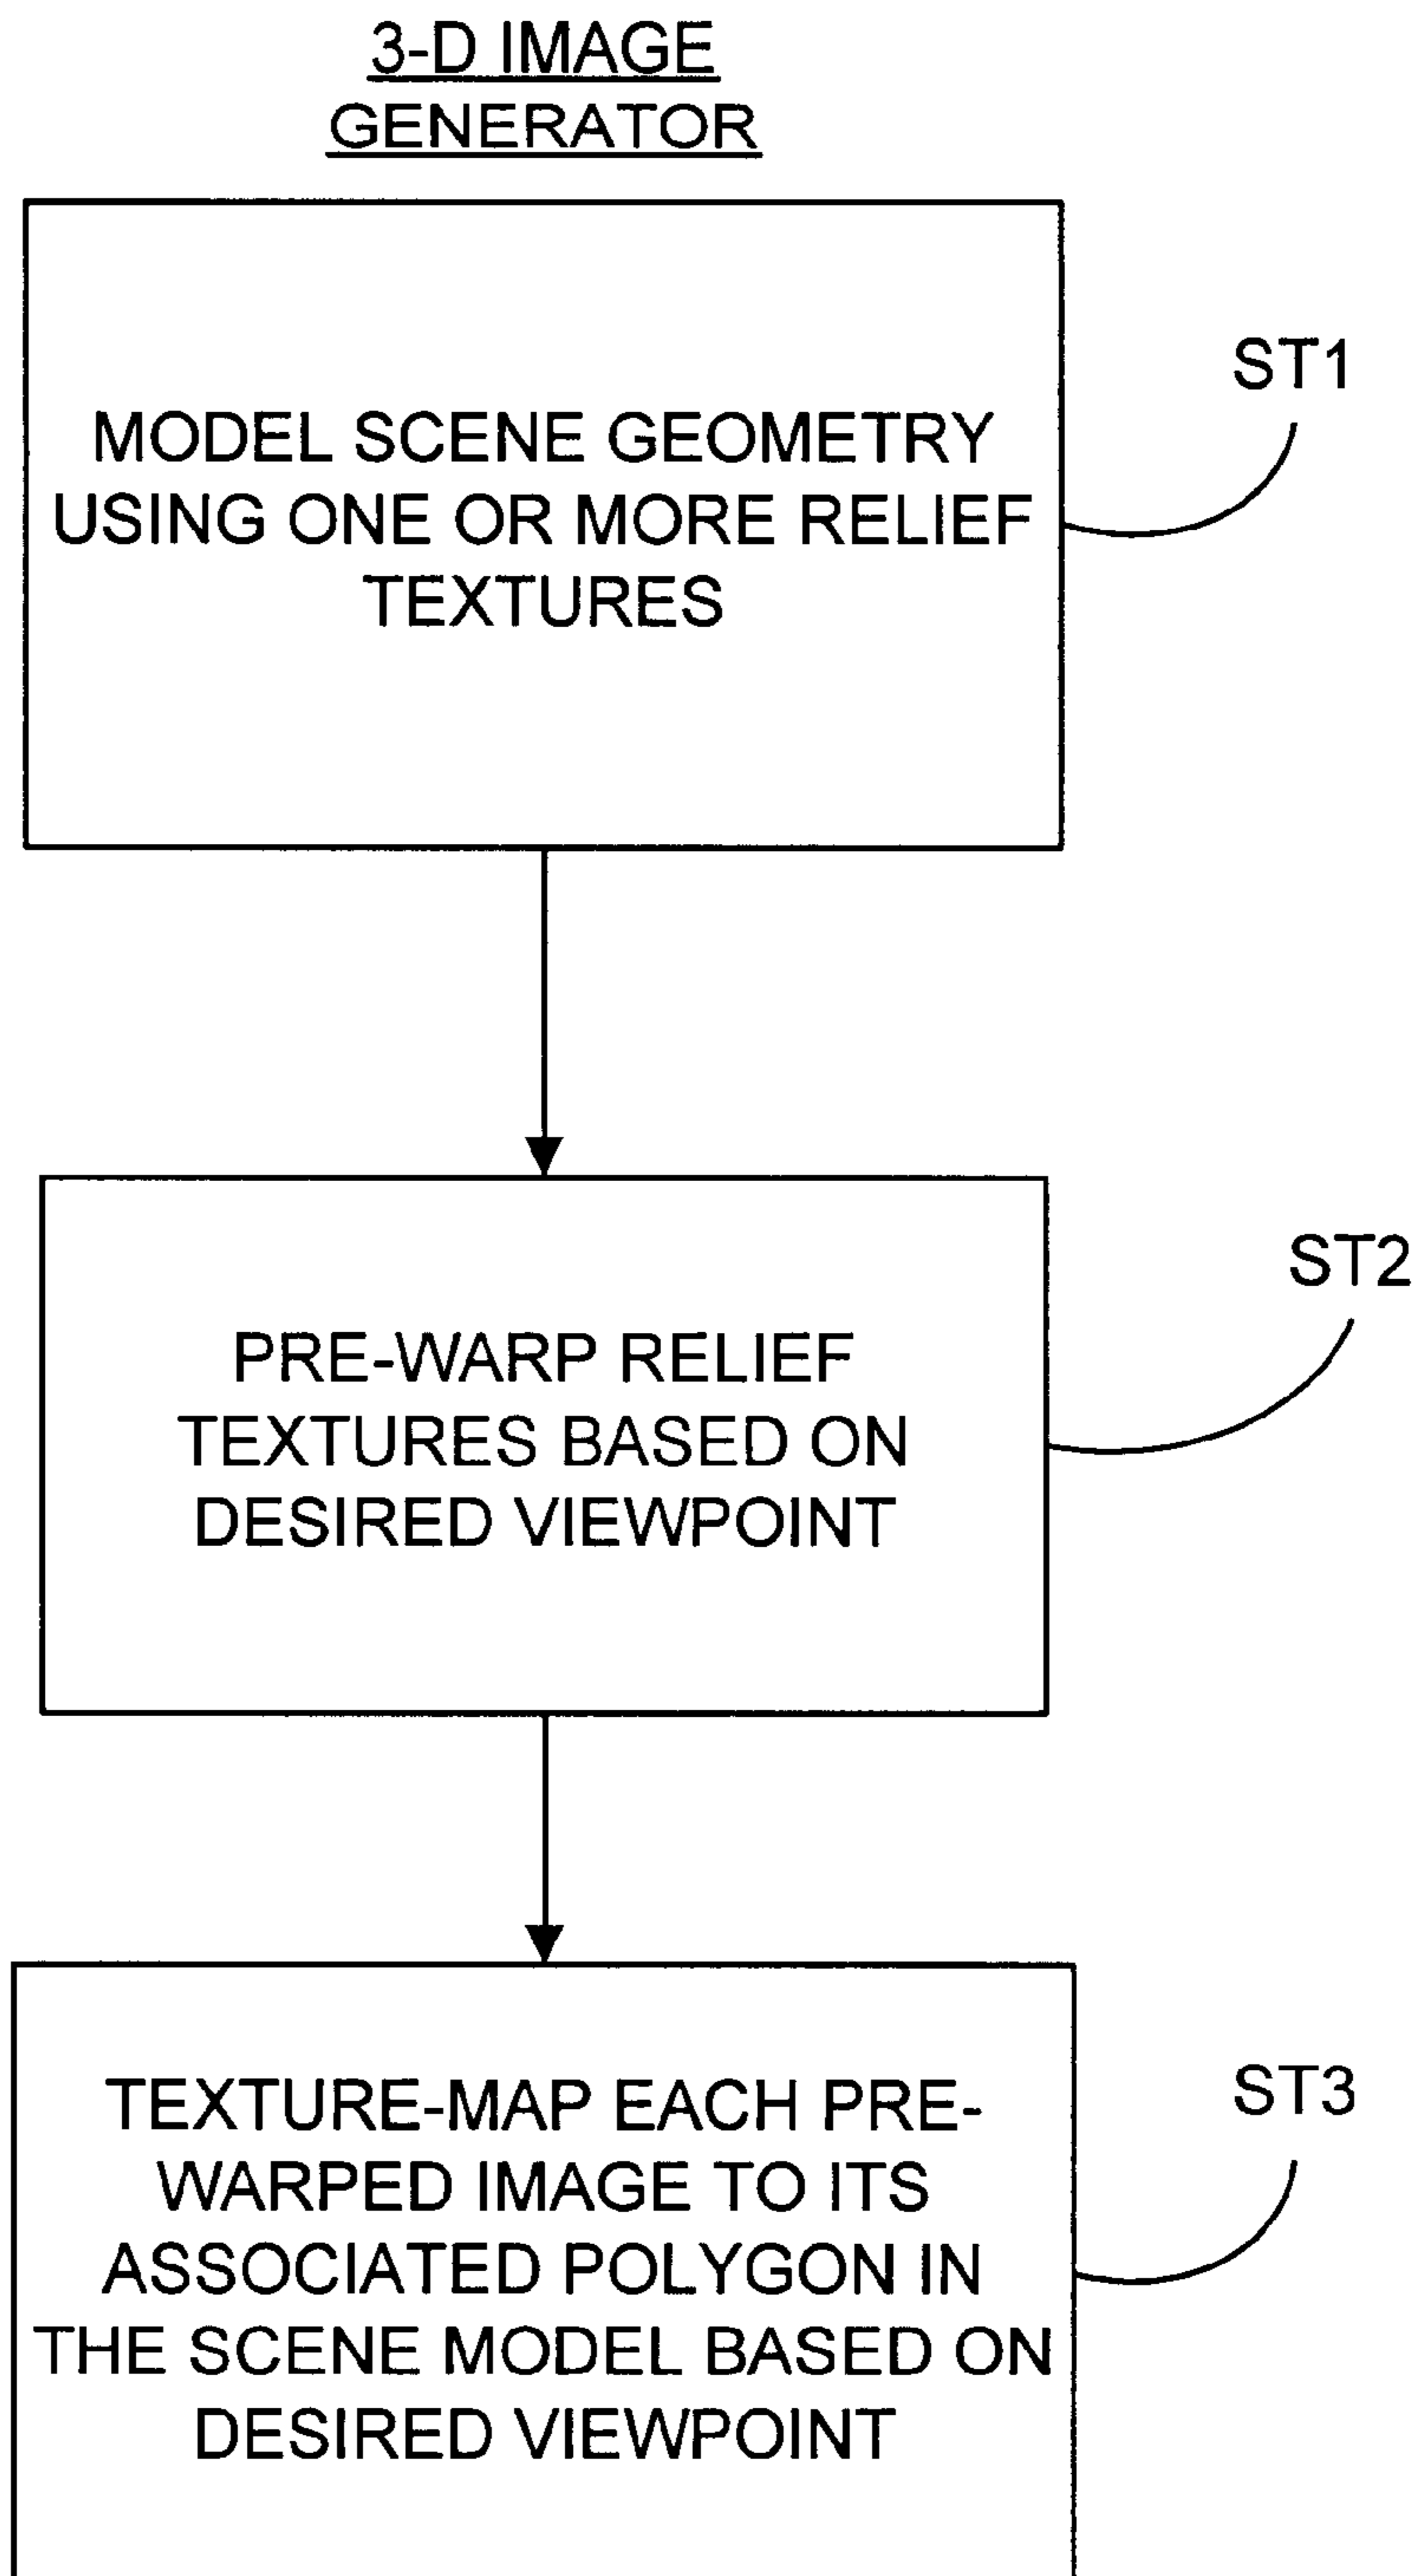 3-D IMAGE
GENERATOR
MODEL SCENE GEOMETRY
USING ONE OR MORE RELIEF
TEXTURES
ST1
PRE-WARP RELIEF
TEXTURES BASED ON
DESIRED VIEWPOINT
ST2
TEXTURE-MAP EACH PRE-
WARPED IMAGE TO ITS
ASSOCIATED POLYGON IN
THE SCENE MODEL BASED ON
DESIRED VIEWPOINT
ST3